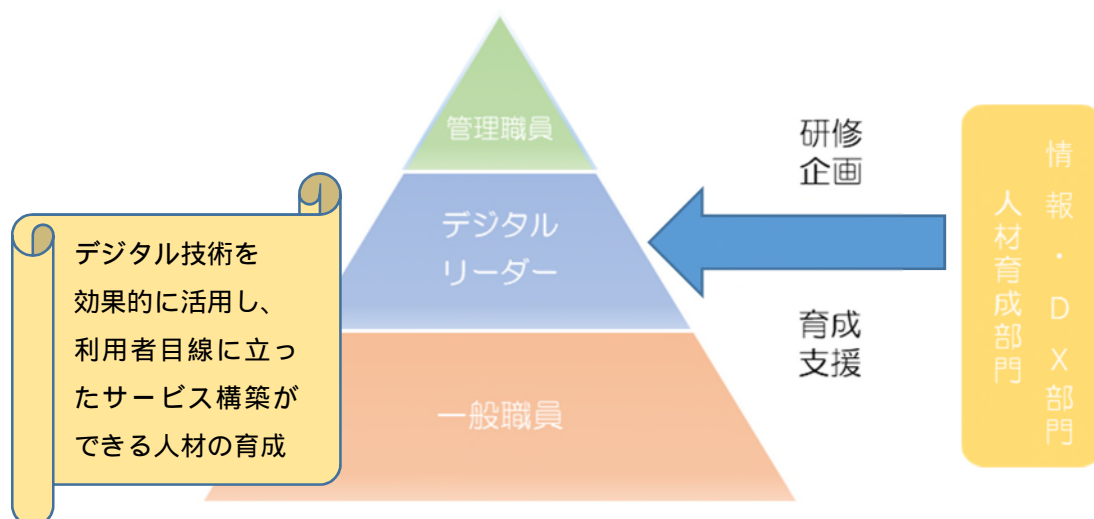 管理職員
デジタル
リーダー
一般職員
デジタル技術を
効果的に活用し、
利用者目線に立っ
たサービス構築が
できる人材の育成
研修
企画
育成
支援
情報・DX部門
人材育成部門